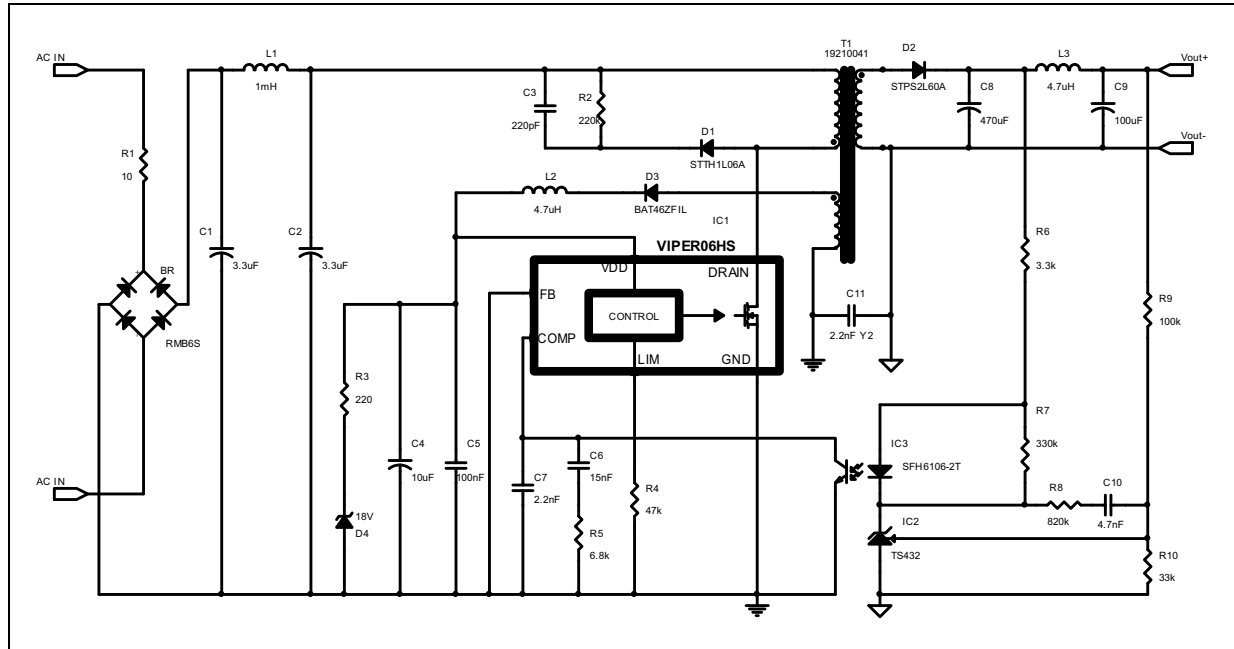 AC IN
L1
1mH
R1
10
C1
3.3uF
C2
3.3uF
BR
RMB6S
+
-
AC IN
C3
220pF
R2
220k
D1
STTH1L06A
L2
4.7uH
D3
BAT46ZFIL
T1
19210041
D2
STPS2L60A
C8
470uF
L3
4.7uH
C9
100uF
Vout+
Vout-
IC1
VIPER06HS
VDD
DRAIN
FB
CONTROL
COMP
LIM
GND
C11
2.2nF Y2
R6
3.3k
R9
100k
R3
220
18V
D4
C4
10uF
C5
100nF
C7
2.2nF
C6
15nF
R5
6.8k
R4
47k
IC3
SFH6106-2T
R7
330k
R8
820k
C10
4.7nF
IC2
TS432
R10
33k